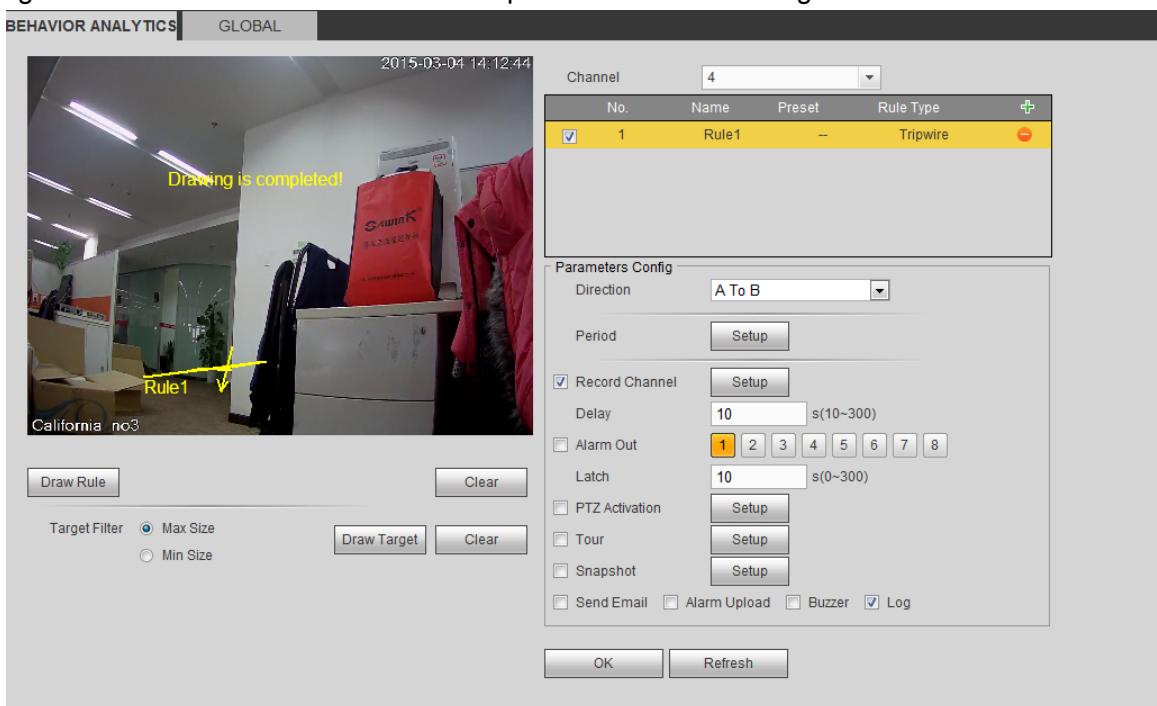 BEHAVIOR ANALYTICS GLOBAL
2015-03-04 14:12:44
Drawing is completed!
SAWINK
Rule1
California no3
Draw Rule Clear
Target Filter Max Size
Min Size
Draw Target Clear
Channel 4
No. Name Preset Rule Type
1 Rule1 -- Tripwire
Parameters Config
Direction A To B
Period Setup
Record Channel Setup
Delay 10 s(10~300)
Alarm Out 1 2 3 4 5 6 7 8
Latch 10 s(0~300)
PTZ Activation Setup
Tour Setup
Snapshot Setup
Send Email Alarm Upload Buzzer Log
OK Refresh